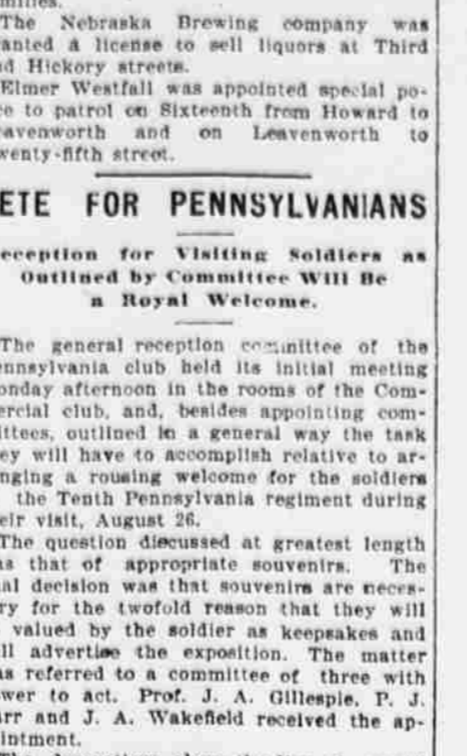 The Nebraska Brewing company was
anted a license to sell liquors at Third
d Hickory streets.
Elmer Westfall was appointed special po-
ce to patrol on Sixteenth from Howard to
avenworth and on Leavenworth to
wenty-fifth street.
ETE FOR PENNSYLVANIANS
eception for Visiting Soldiers as
Outlined by Committee Will Be
a Royal Welcome.
The general reception committee of the
ennsylvania club held its initial meeting
onday afternoon in the rooms of the Com-
ercial club, and, besides appointing com-
ittees, outlined in a general way the task
ey will have to accomplish relative to ar-
nging a rousing welcome for the soldiers
the Tenth Pennsylvania regiment during
eir visit, August 26.
The question discussed at greatest length
as that of appropriate souvenirs. The
al decision was that souvenirs are neces-
ry for the twofold reason that they will
valued by the soldier as keepsakes and
ll advertise the exposition. The matter
as referred to a committee of three with
wer to act. Prof. J. A. Gillespie, P. J.
rr and J. A. Wakefield received the ap-
intment.